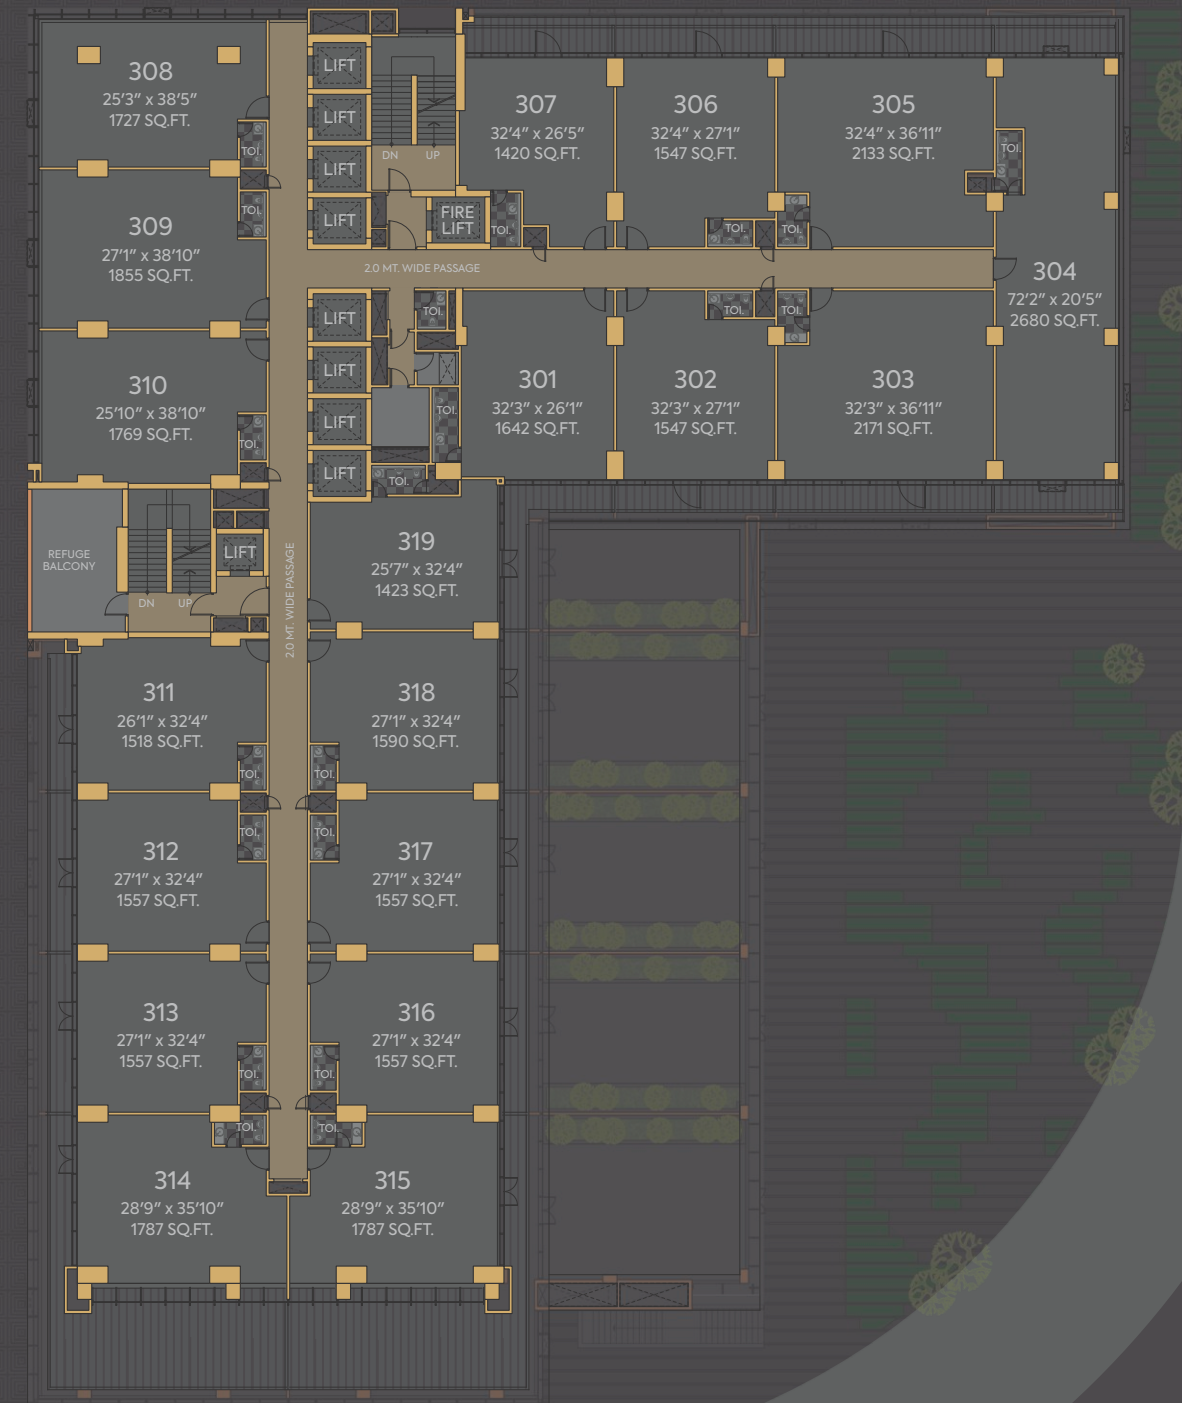 308
25'3" x 38'5"
1727 SQ.FT.
TOI.
309
27'1" x 38'10"
1855 SQ.FT.
TOI.
310
25'10" x 38'10"
1769 SQ.FT.
TOI.
LIFT
LIFT
LIFT
LIFT
DN UP
FIRE
LIFT
TOI.
307
32'4" x 26'5"
1420 SQ.FT.
306
32'4" x 27'1"
1547 SQ.FT.
TOI.
305
32'4" x 36'11"
2133 SQ.FT.
TOI.
TOI.
304
72'2" x 20'5"
2680 SQ.FT.
2.0 MT. WIDE PASSAGE
LIFT
LIFT
LIFT
LIFT
TOI.
TOI.
TOI.
301
32'3" x 26'1"
1642 SQ.FT.
302
32'3" x 27'1"
1547 SQ.FT.
TOI.
TOI.
303
32'3" x 36'11"
2171 SQ.FT.
REFUGE
BALCONY
DN UP
LIFT
2.0 MT. WIDE PASSAGE
319
25'7" x 32'4"
1423 SQ.FT.
311
26'1" x 32'4"
1518 SQ.FT.
TOI.
318
27'1" x 32'4"
1590 SQ.FT.
TOI.
312
27'1" x 32'4"
1557 SQ.FT.
TOI.
317
27'1" x 32'4"
1557 SQ.FT.
TOI.
313
27'1" x 32'4"
1557 SQ.FT.
TOI.
316
27'1" x 32'4"
1557 SQ.FT.
TOI.
314
28'9" x 35'10"
1787 SQ.FT.
TOI.
315
28'9" x 35'10"
1787 SQ.FT.
TOI.